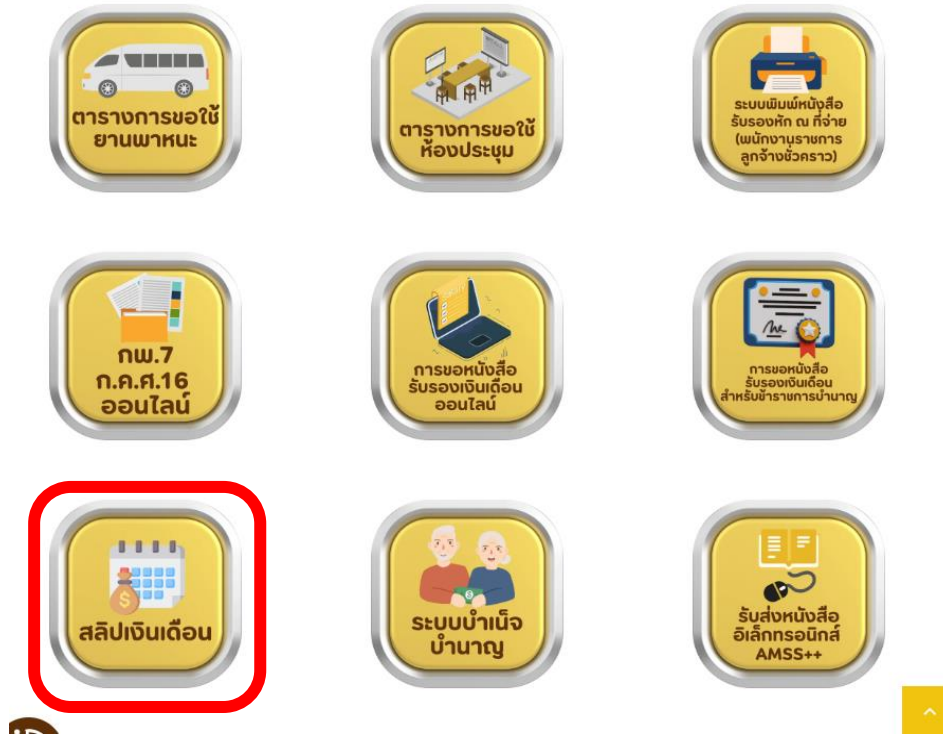 ตารางการขอใช้
ยานพาหนะ
ตารางการขอใช้
ห้องประชุม
ระบบพิมพ์หนังสือ
รับรองหัก ณ ที่จ่าย
(พนักงานราชการ
ลูกจ้างชั่วคราว)
กพ.7
ก.ค.ศ.16
ออนไลน์
การขอหนังสือ
รับรองเงินเดือน
ออนไลน์
การขอหนังสือ
รับรองเงินเดือน
สำหรับข้าราชการบำนาญ
สลิปเงินเดือน
ระบบบำเน็จ
บำนาญ
รับส่งหนังสือ
อิเล็กทรอนิกส์
AMSS++